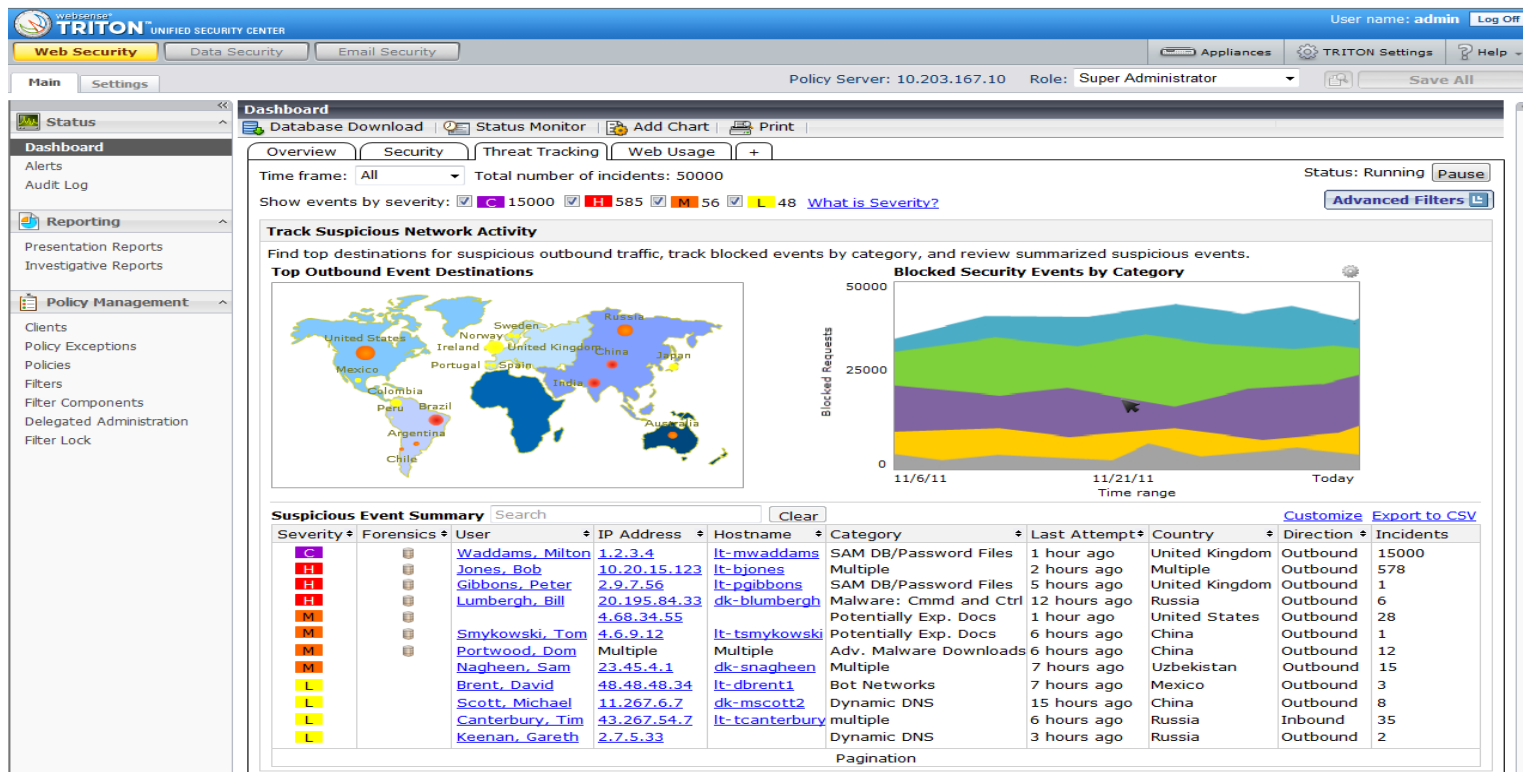 websense®
TRITON™ UNIFIED SECURITY CENTER
User name: admin Log Off
Web Security Data Security Email Security Appliances TRITON Settings Help
Main Settings Policy Server: 10.203.167.10 Role: Super Administrator Save All
Status
Dashboard
Alerts
Audit Log
Reporting
Presentation Reports
Investigative Reports
Policy Management
Clients
Policy Exceptions
Policies
Filters
Filter Components
Delegated Administration
Filter Lock
Dashboard
Database Download Status Monitor Add Chart Print
Overview Security Threat Tracking Web Usage +
Time frame: All Total number of incidents: 50000 Status: Running Pause
Show events by severity: C 15000 H 585 M 56 L 48 What is Severity? Advanced Filters
Track Suspicious Network Activity
Find top destinations for suspicious outbound traffic, track blocked events by category, and review summarized suspicious events.
Top Outbound Event Destinations
United States
Mexico
Colombia
Peru
Brazil
Argentina
Chile
Sweden
Norway
Ireland
United Kingdom
Portugal
Spain
Russia
China
Japan
India
Australia
Blocked Security Events by Category
Blocked Requests
50000
25000
0
11/6/11 11/21/11 Today
Time range
Suspicious Event Summary Search Clear Customize Export to CSV
Severity Forensics User IP Address Hostname Category Last Attempt Country Direction Incidents
C Waddams, Milton 1.2.3.4 lt-mwaddams SAM DB/Password Files 1 hour ago United Kingdom Outbound 15000
H Jones, Bob 10.20.15.123 lt-bjones Multiple 2 hours ago Multiple Outbound 578
H Gibbons, Peter 2.9.7.56 lt-pgibbons SAM DB/Password Files 5 hours ago United Kingdom Outbound 1
H Lumbergh, Bill 20.195.84.33 dk-blumbergh Malware: Cmmd and Ctrl 12 hours ago Russia Outbound 6
M 4.68.34.55 Potentially Exp. Docs 1 hour ago United States Outbound 28
M Smykowski, Tom 4.6.9.12 lt-tsmykowski Potentially Exp. Docs 6 hours ago China Outbound 1
M Portwood, Dom Multiple Multiple Adv. Malware Downloads 6 hours ago China Outbound 12
M Nagheen, Sam 23.45.4.1 dk-snagheen Multiple 7 hours ago Uzbekistan Outbound 15
L Brent, David 48.48.48.34 lt-dbrent1 Bot Networks 7 hours ago Mexico Outbound 3
L Scott, Michael 11.267.6.7 dk-mscott2 Dynamic DNS 15 hours ago China Outbound 8
L Canterbury, Tim 43.267.54.7 lt-tcanterbury multiple 6 hours ago Russia Inbound 35
L Keenan, Gareth 2.7.5.33 Dynamic DNS 3 hours ago Russia Outbound 2
Pagination